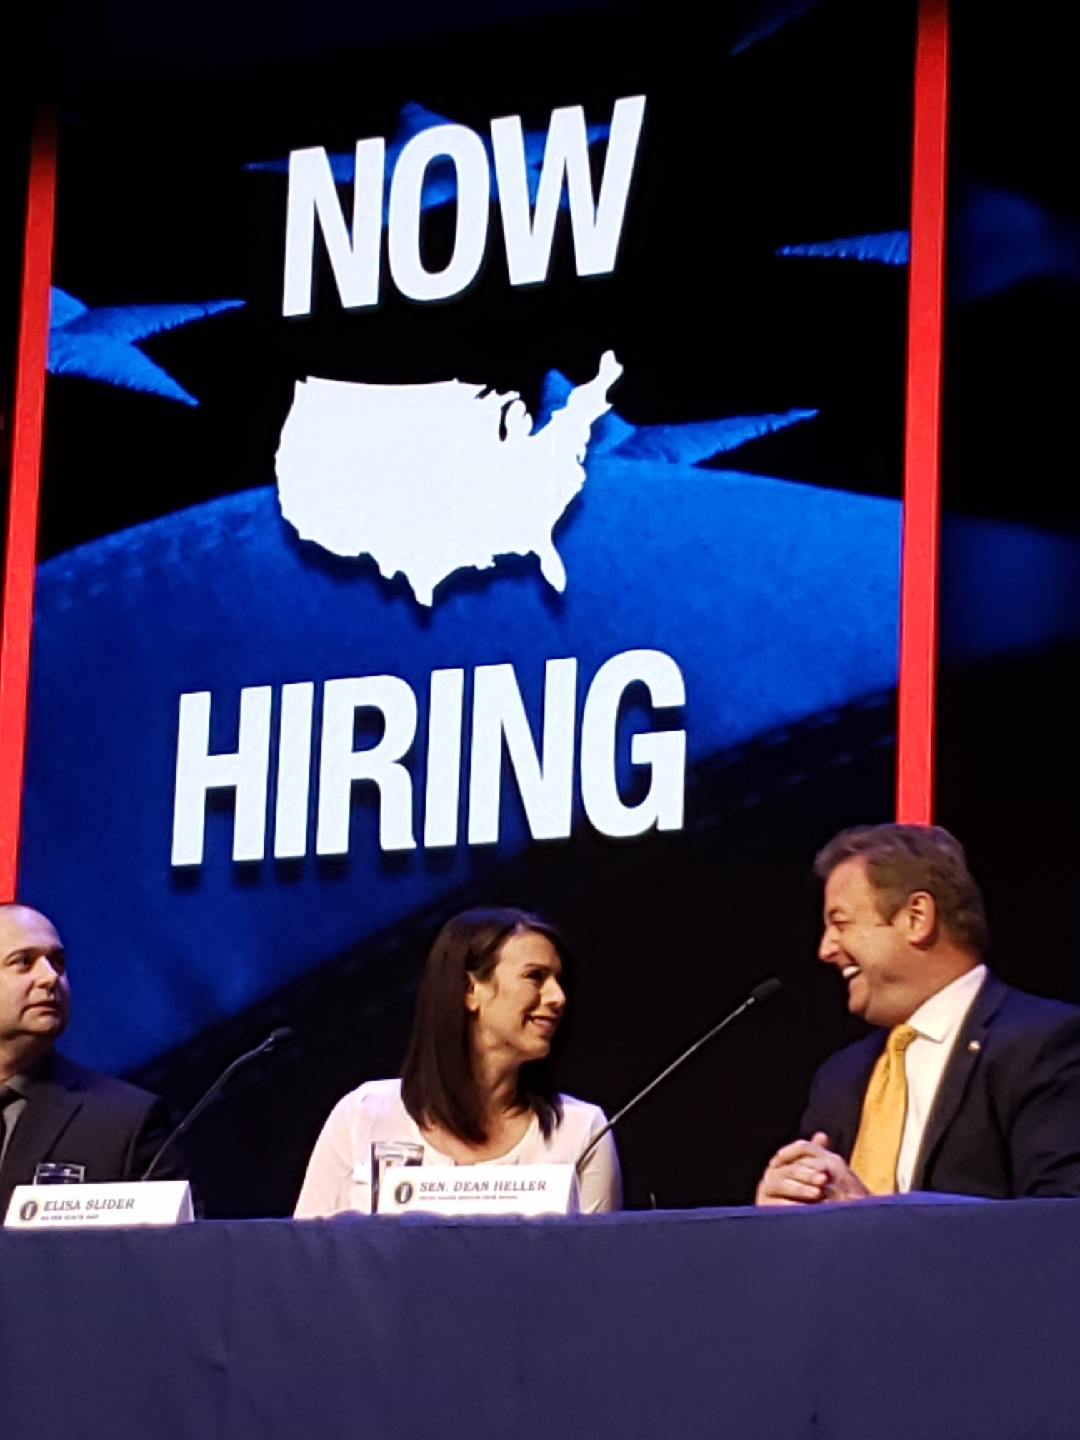 NOW
HIRING
ELISA SLIDER
SEN. DEAN HELLER